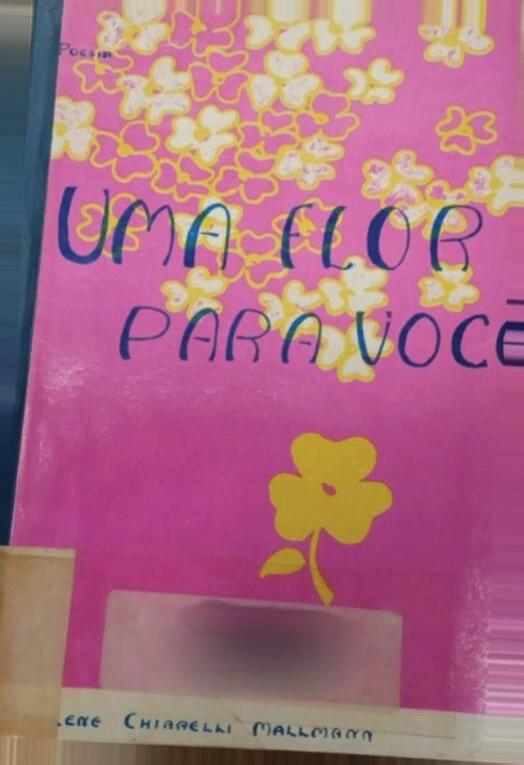 Poesia
UMA FLOR
PARA VOCÊ
CHIARELLI MALLMANN